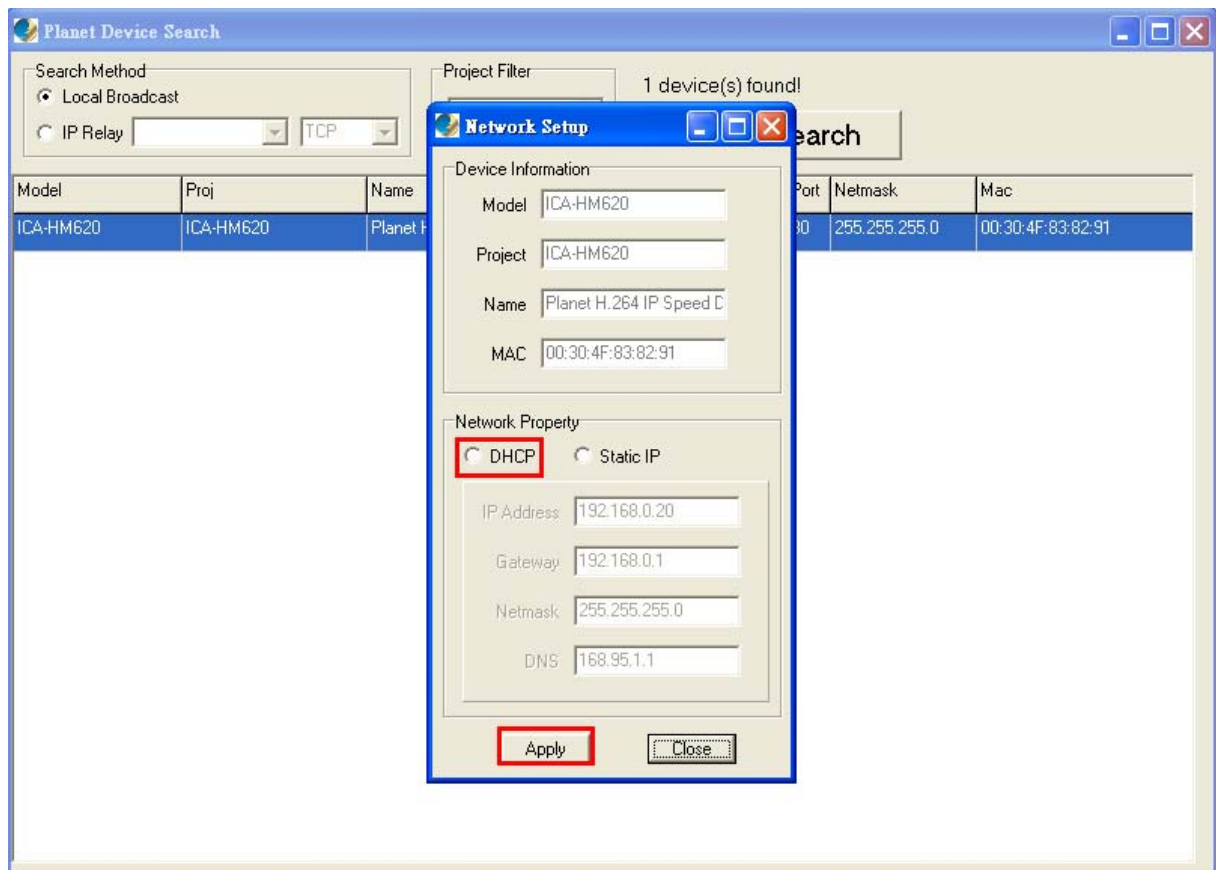 Planet Device Search
Search Method
Local Broadcast
IP Relay
TCP
Project Filter
1 device(s) found!
Model
Proj
Name
Port
Netmask
Mac
ICA-HM620
ICA-HM620
Planet
255.255.255.0
00:30:4F:83:82:91
Network Setup
Device Information
Model ICA-HM620
Project ICA-HM620
Name Planet H.264 IP Speed D
MAC 00:30:4F:83:82:91
Network Property
DHCP
Static IP
IP Address 192.168.0.20
Gateway 192.168.0.1
Netmask 255.255.255.0
DNS 168.95.1.1
Apply
Close